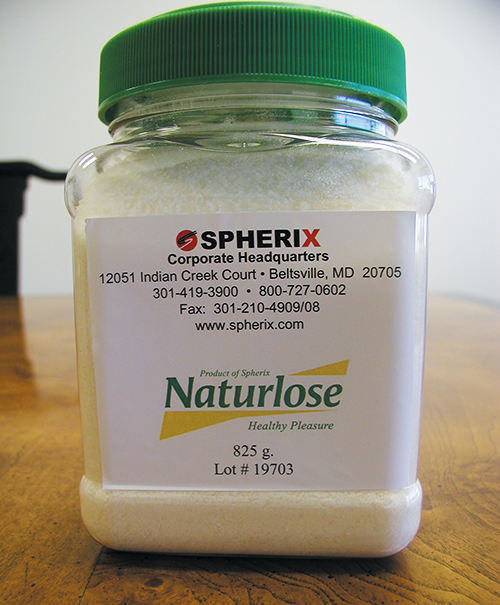 SPHERIX
Corporate Headquarters
12051 Indian Creek Court • Beltsville, MD 20705
301-419-3900 • 800-727-0602
Fax: 301-210-4909/08
www.spherix.com
Product of Spherix
Naturlose
Healthy Pleasure
825 g.
Lot # 19703